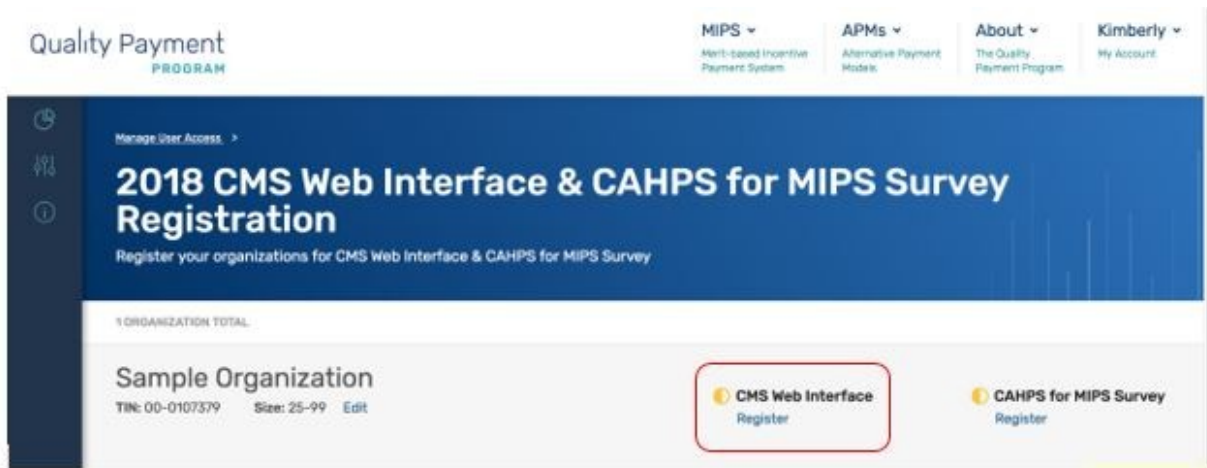 Quality Payment
PROGRAM
MIPS
Merit-based Incentive
Payment System
APMs
Alternative Payment
Models
About
The Quality
Payment Program
Kimberly
My Account
Manage User Access >
2018 CMS Web Interface & CAHPS for MIPS Survey
Registration
Register your organizations for CMS Web Interface & CAHPS for MIPS Survey
1 ORGANIZATION TOTAL
Sample Organization
TIN: 00-0107379 Size: 25-99 Edit
CMS Web Interface
Register
CAHPS for MIPS Survey
Register